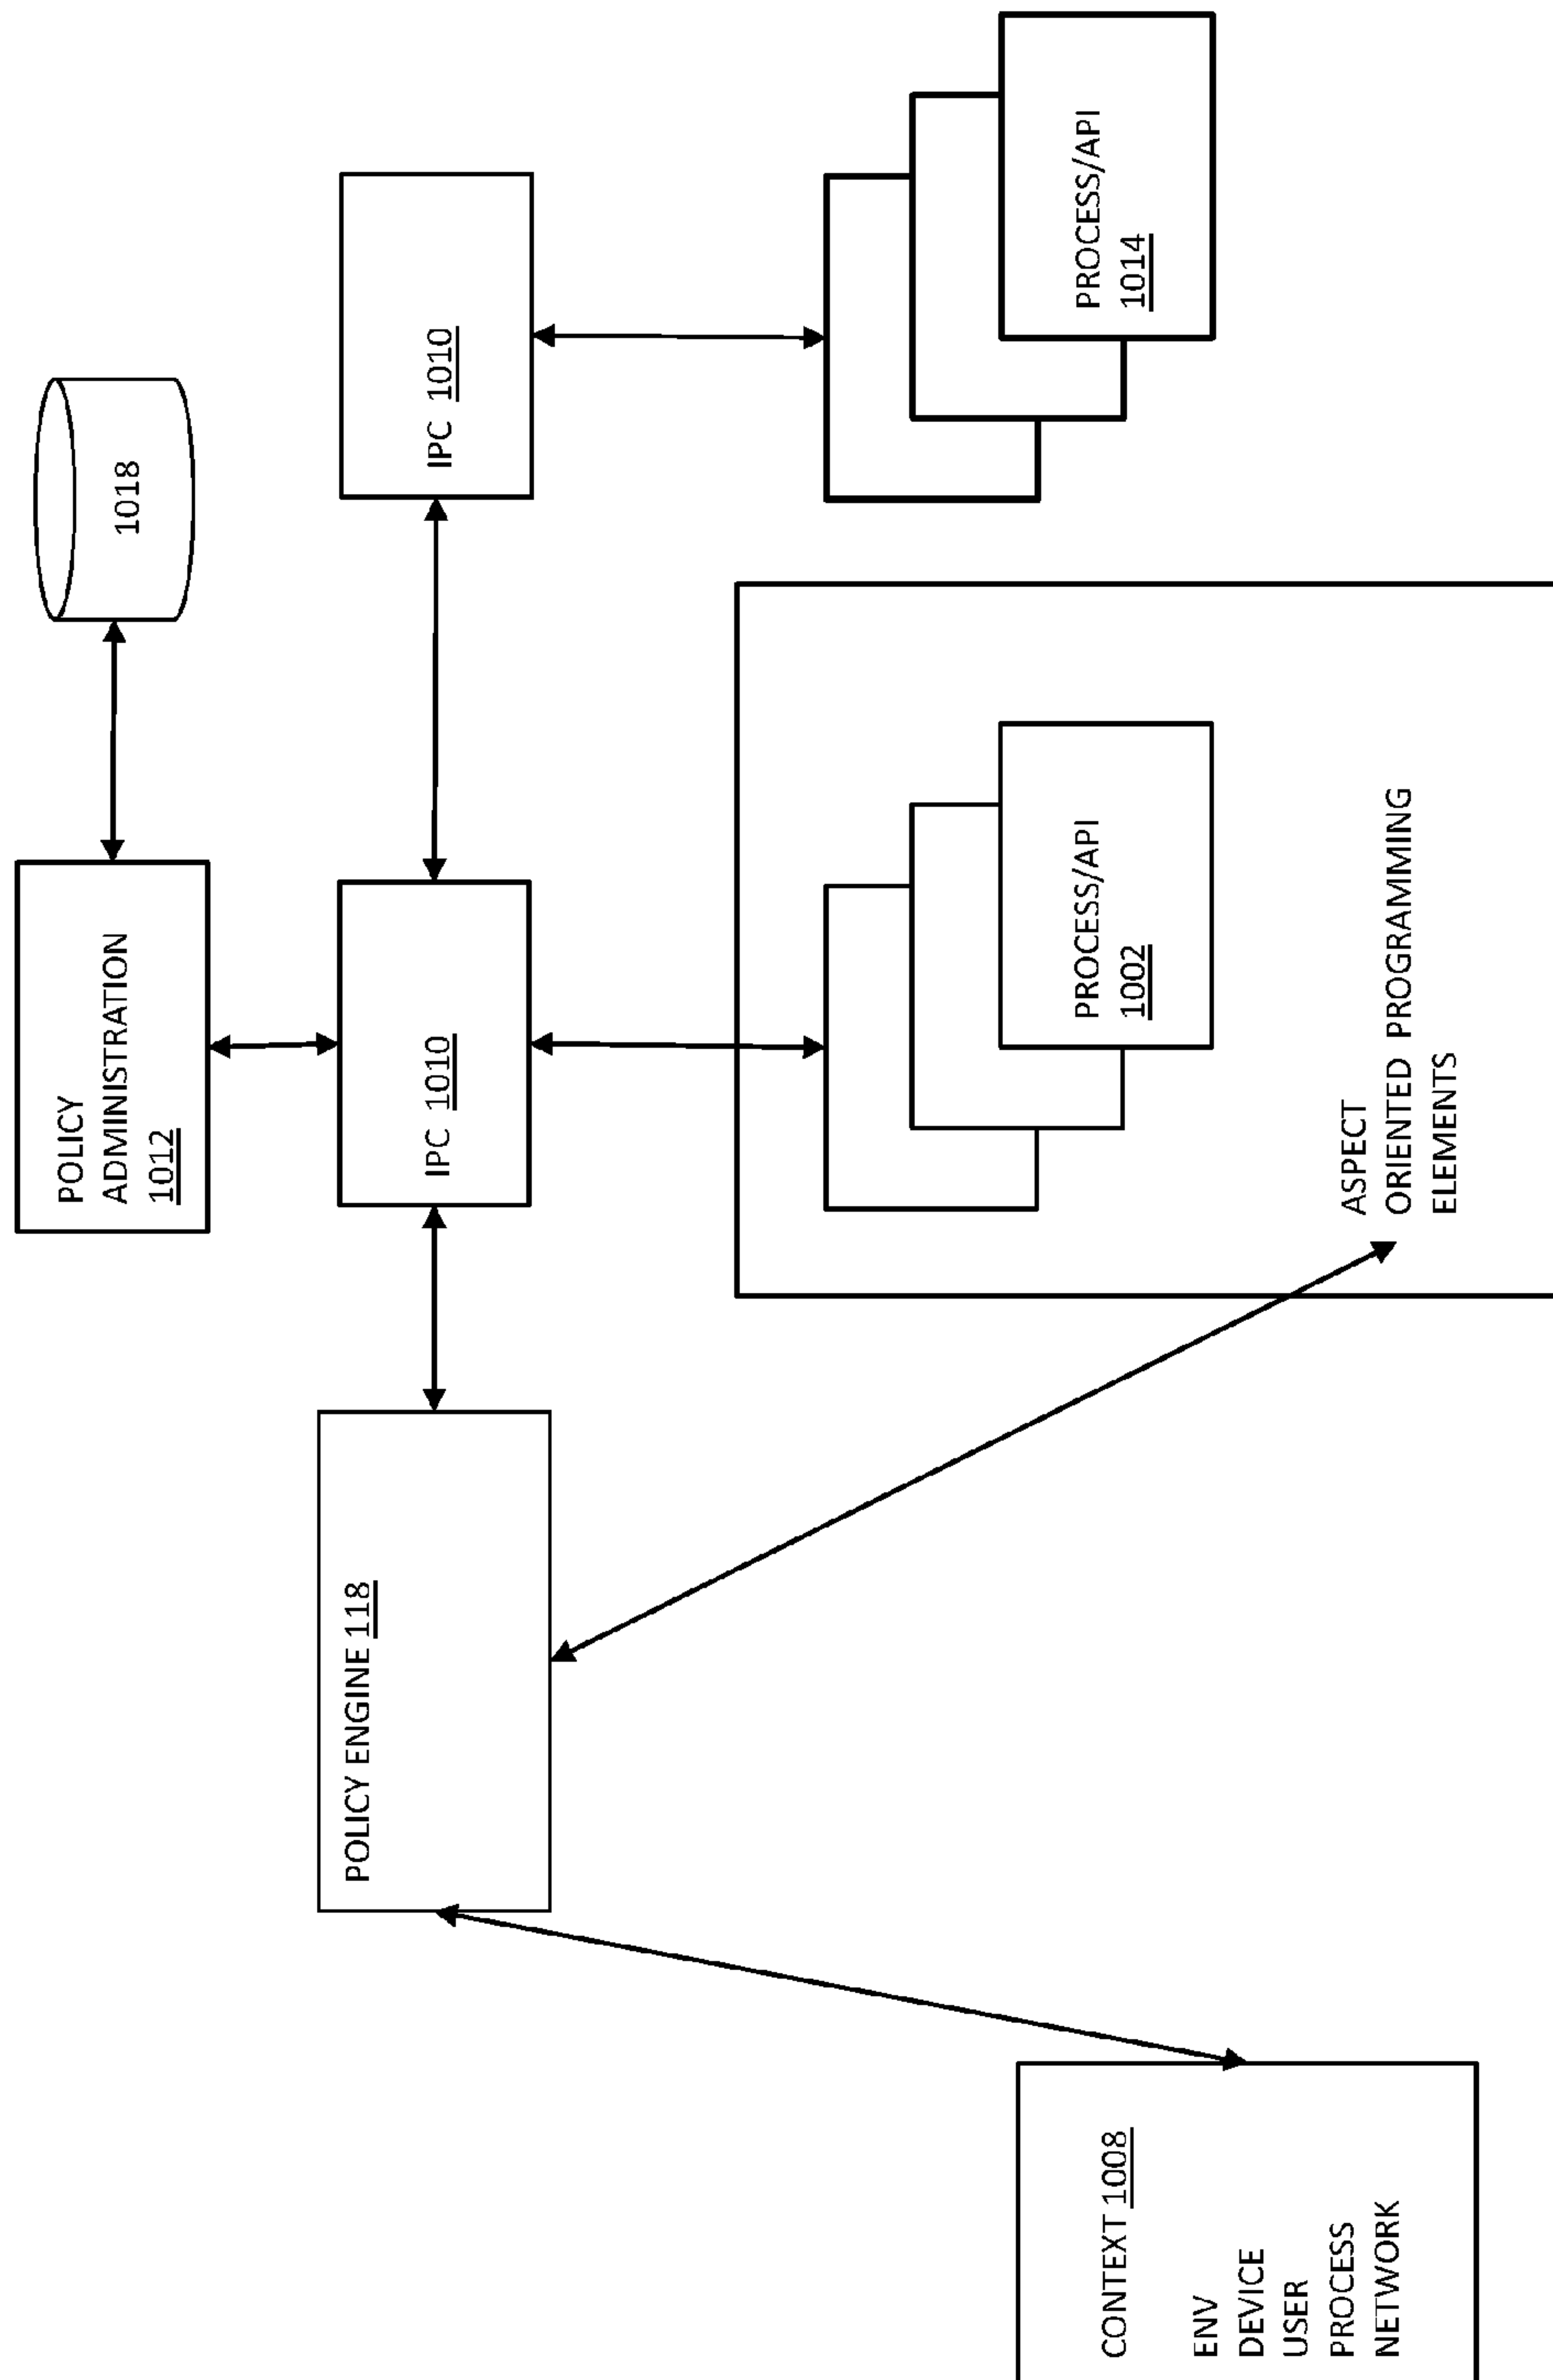 POLICY
ADMINISTRATION
1012
1018
POLICY ENGINE 118
IPC 1010
IPC 1010
CONTEXT 1008
ENV
DEVICE
USER
PROCESS
NETWORK
PROCESS/API
1002
ASPECT
ORIENTED PROGRAMMING
ELEMENTS
PROCESS/API
1014